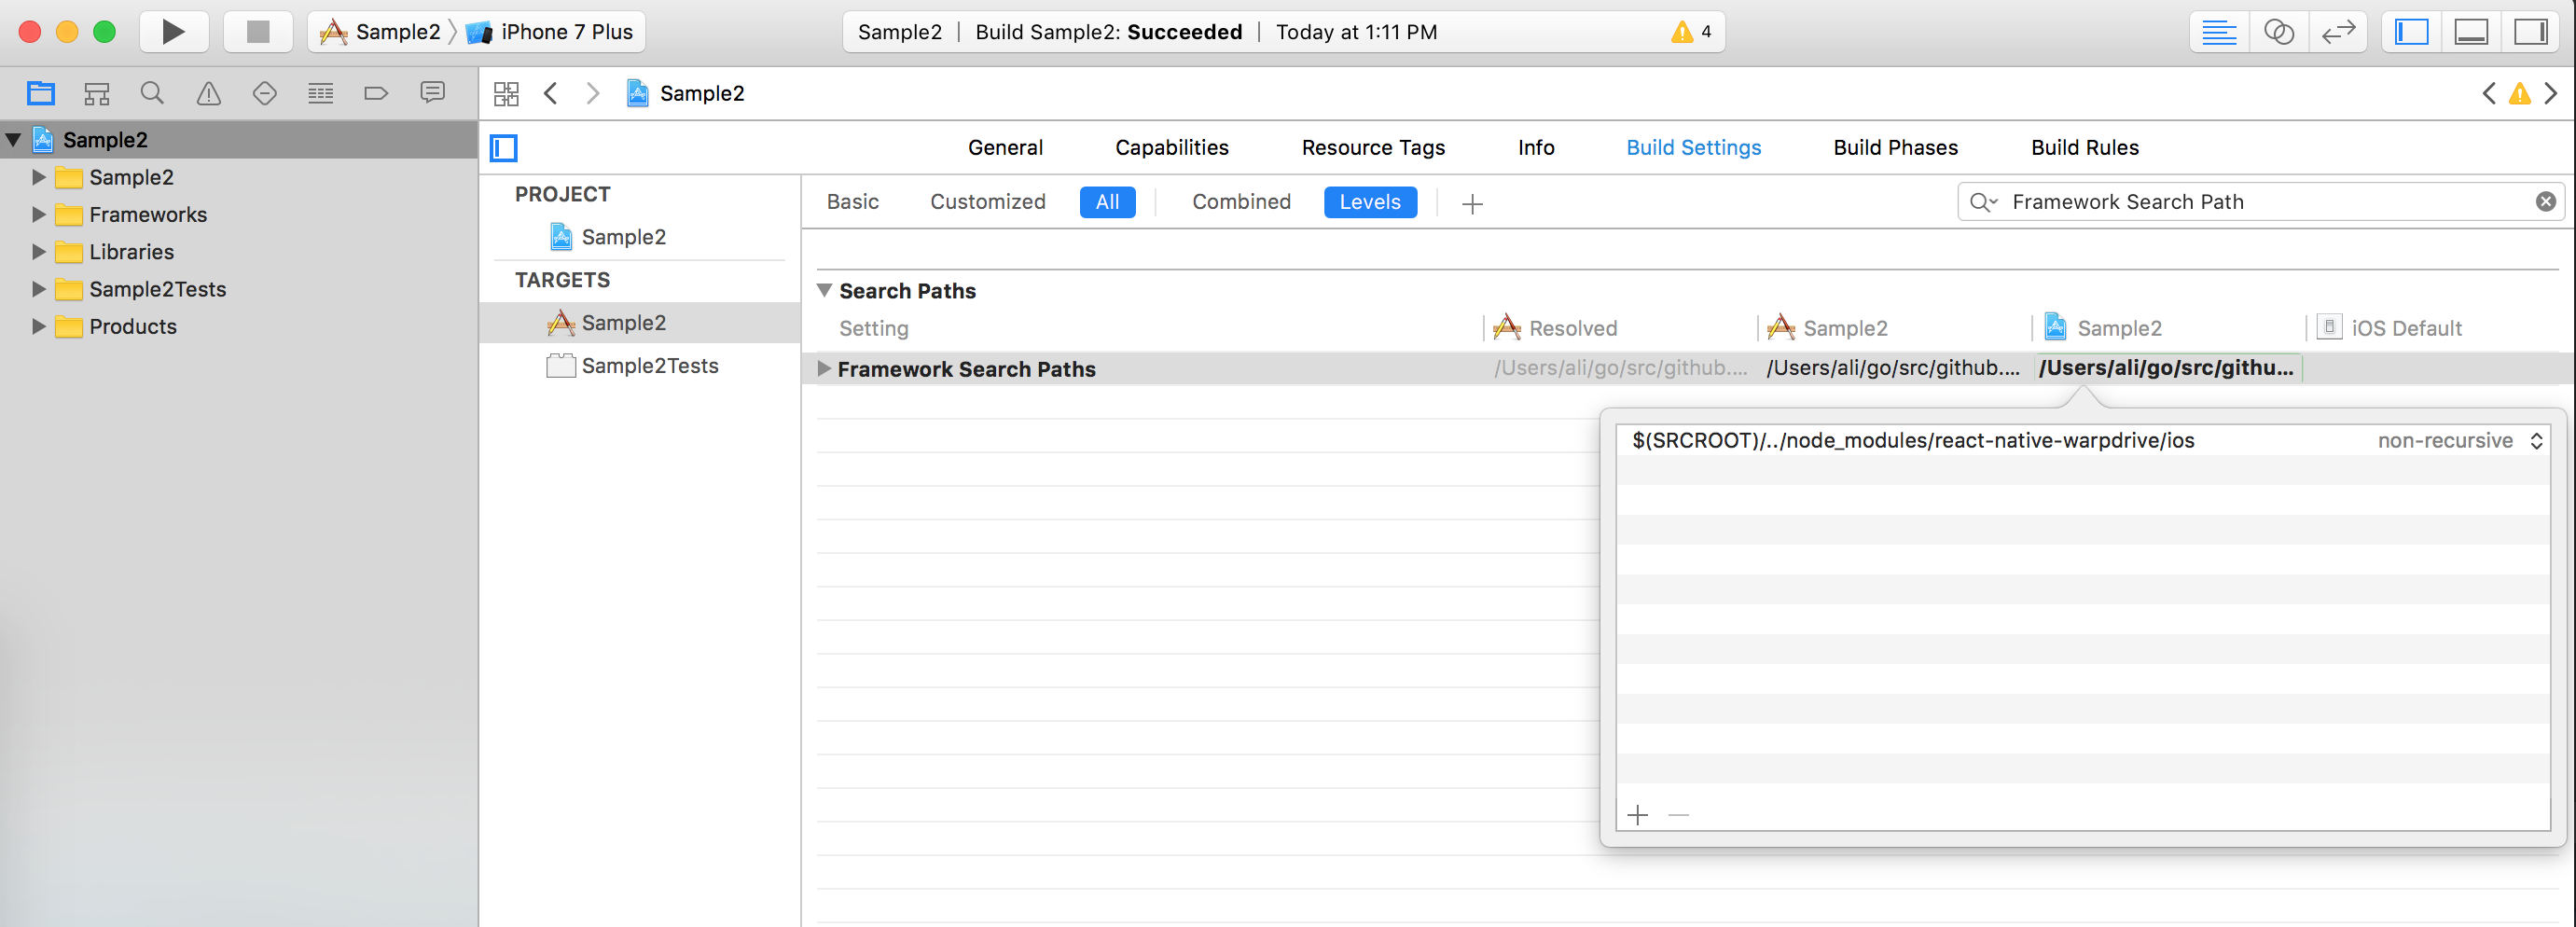 Sample2 iPhone 7 Plus
Sample2 | Build Sample2: Succeeded | Today at 1:11 PM 4
Sample2
Sample2
Sample2
Frameworks
Libraries
Sample2Tests
Products
General Capabilities Resource Tags Info Build Settings Build Phases Build Rules
PROJECT
Sample2
TARGETS
Sample2
Sample2Tests
Basic Customized All Combined Levels Framework Search Path
Search Paths
Setting Resolved Sample2 Sample2 iOS Default
Framework Search Paths /Users/ali/go/src/github.... /Users/ali/go/src/github.... /Users/ali/go/src/githu...
$(SRCROOT)/../node_modules/react-native-warpdrive/ios non-recursive